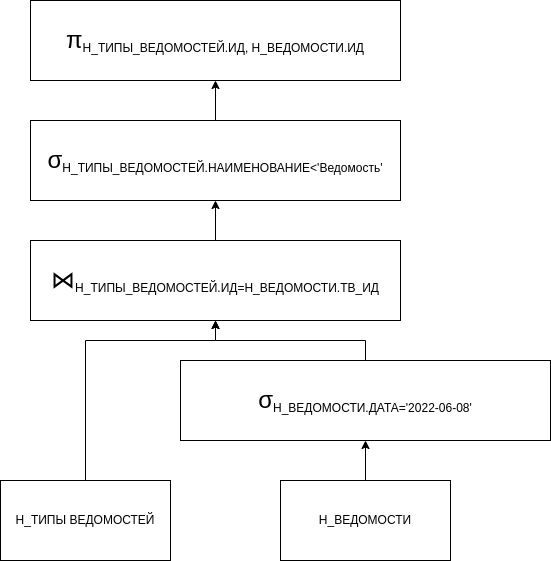 πН_ТИПЫ_ВЕДОМОСТЕЙ.ИД, Н_ВЕДОМОСТИ.ИД
σН_ТИПЫ_ВЕДОМОСТЕЙ.НАИМЕНОВАНИЕ<'Ведомость'
⋈Н_ТИПЫ_ВЕДОМОСТЕЙ.ИД=Н_ВЕДОМОСТИ.ТВ_ИД
σН_ВЕДОМОСТИ.ДАТА='2022-06-08'
Н_ТИПЫ ВЕДОМОСТЕЙ
Н_ВЕДОМОСТИ